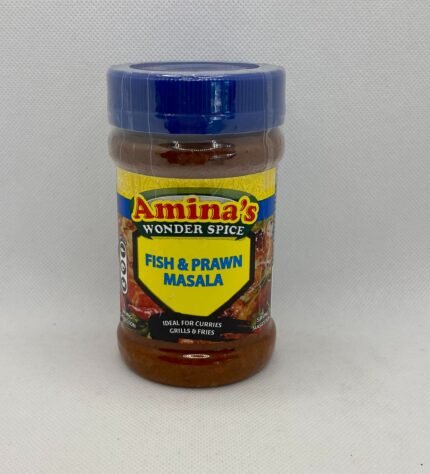 Amina's
WONDER SPICE
FISH & PRAWN
MASALA
IDEAL FOR CURRIES
GRILLS & FRIES